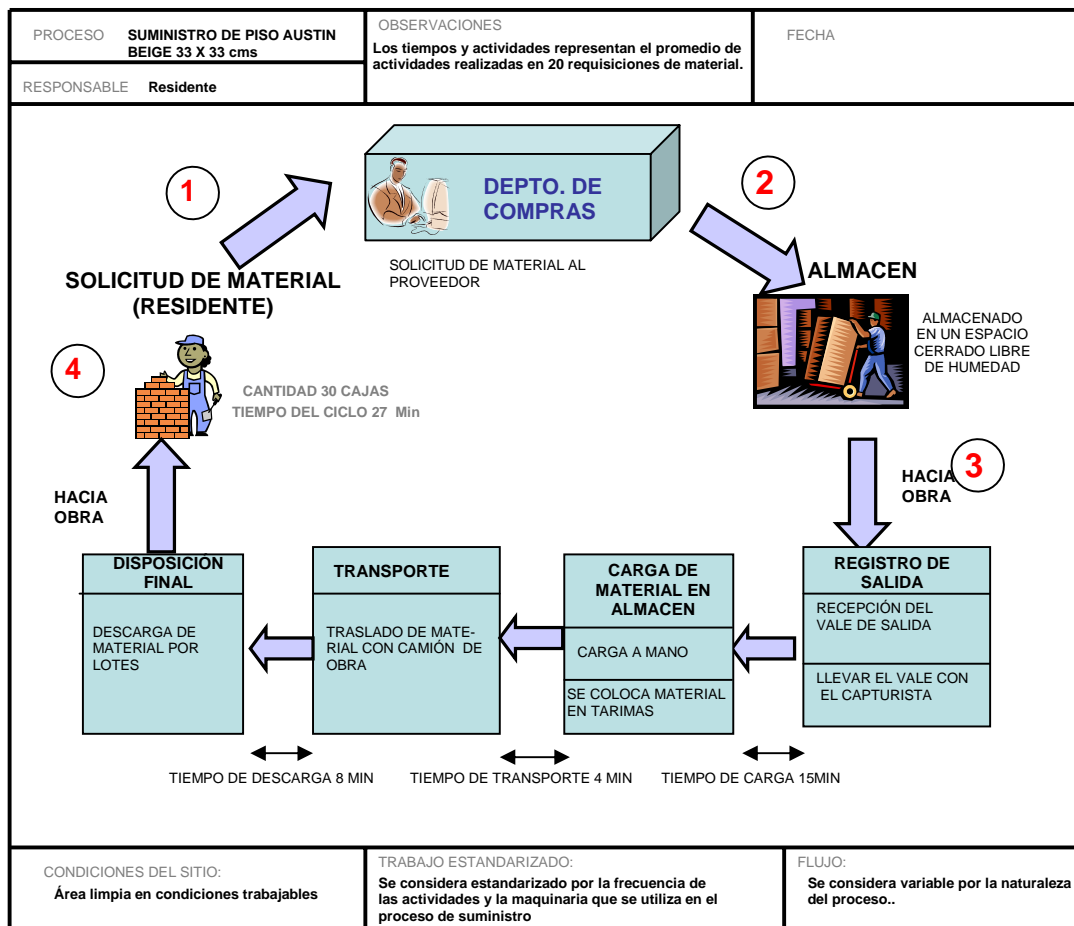 PROCESO SUMINISTRO DE PISO AUSTIN
BEIGE 33 X 33 cms
RESPONSABLE Residente
OBSERVACIONES
Los tiempos y actividades representan el promedio de
actividades realizadas en 20 requisiciones de material.
FECHA
1
DEPTO. DE
COMPRAS
2
SOLICITUD DE MATERIAL AL
PROVEEDOR
SOLICITUD DE MATERIAL
(RESIDENTE)
ALMACEN
ALMACENADO
EN UN ESPACIO
CERRADO LIBRE
DE HUMEDAD
4
CANTIDAD 30 CAJAS
TIEMPO DEL CICLO 27 Min
HACIA
OBRA
3
HACIA
OBRA
DISPOSICIÓN
FINAL
DESCARGA DE
MATERIAL POR
LOTES
TRANSPORTE
TRASLADO DE MATE-
RIAL CON CAMIÓN DE
OBRA
CARGA DE
MATERIAL EN
ALMACEN
CARGA A MANO
SE COLOCA MATERIAL
EN TARIMAS
REGISTRO DE
SALIDA
RECEPCIÓN DEL
VALE DE SALIDA
LLEVAR EL VALE CON
EL CAPTURISTA
TIEMPO DE DESCARGA 8 MIN
TIEMPO DE TRANSPORTE 4 MIN
TIEMPO DE CARGA 15MIN
CONDICIONES DEL SITIO:
Área limpia en condiciones trabajables
TRABAJO ESTANDARIZADO:
Se considera estandarizado por la frecuencia de
las actividades y la maquinaria que se utiliza en el
proceso de suministro
FLUJO:
Se considera variable por la naturaleza
del proceso..